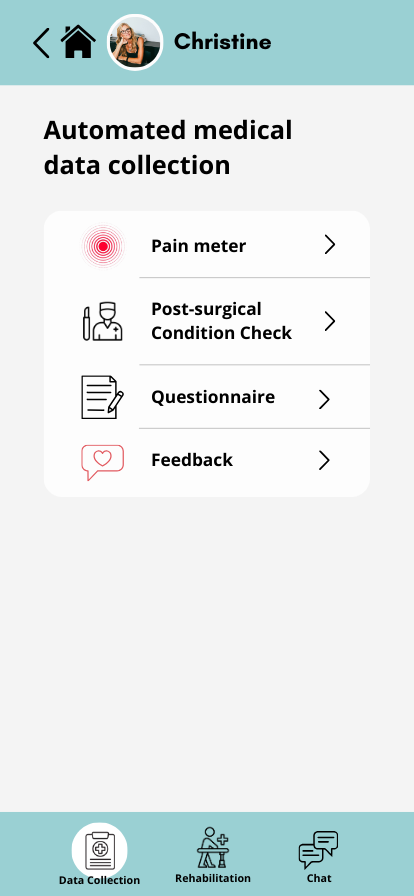 Christine
Automated medical
data collection
Pain meter
Post-surgical
Condition Check
Questionnaire
Feedback
Data Collection
Rehabilitation
Chat